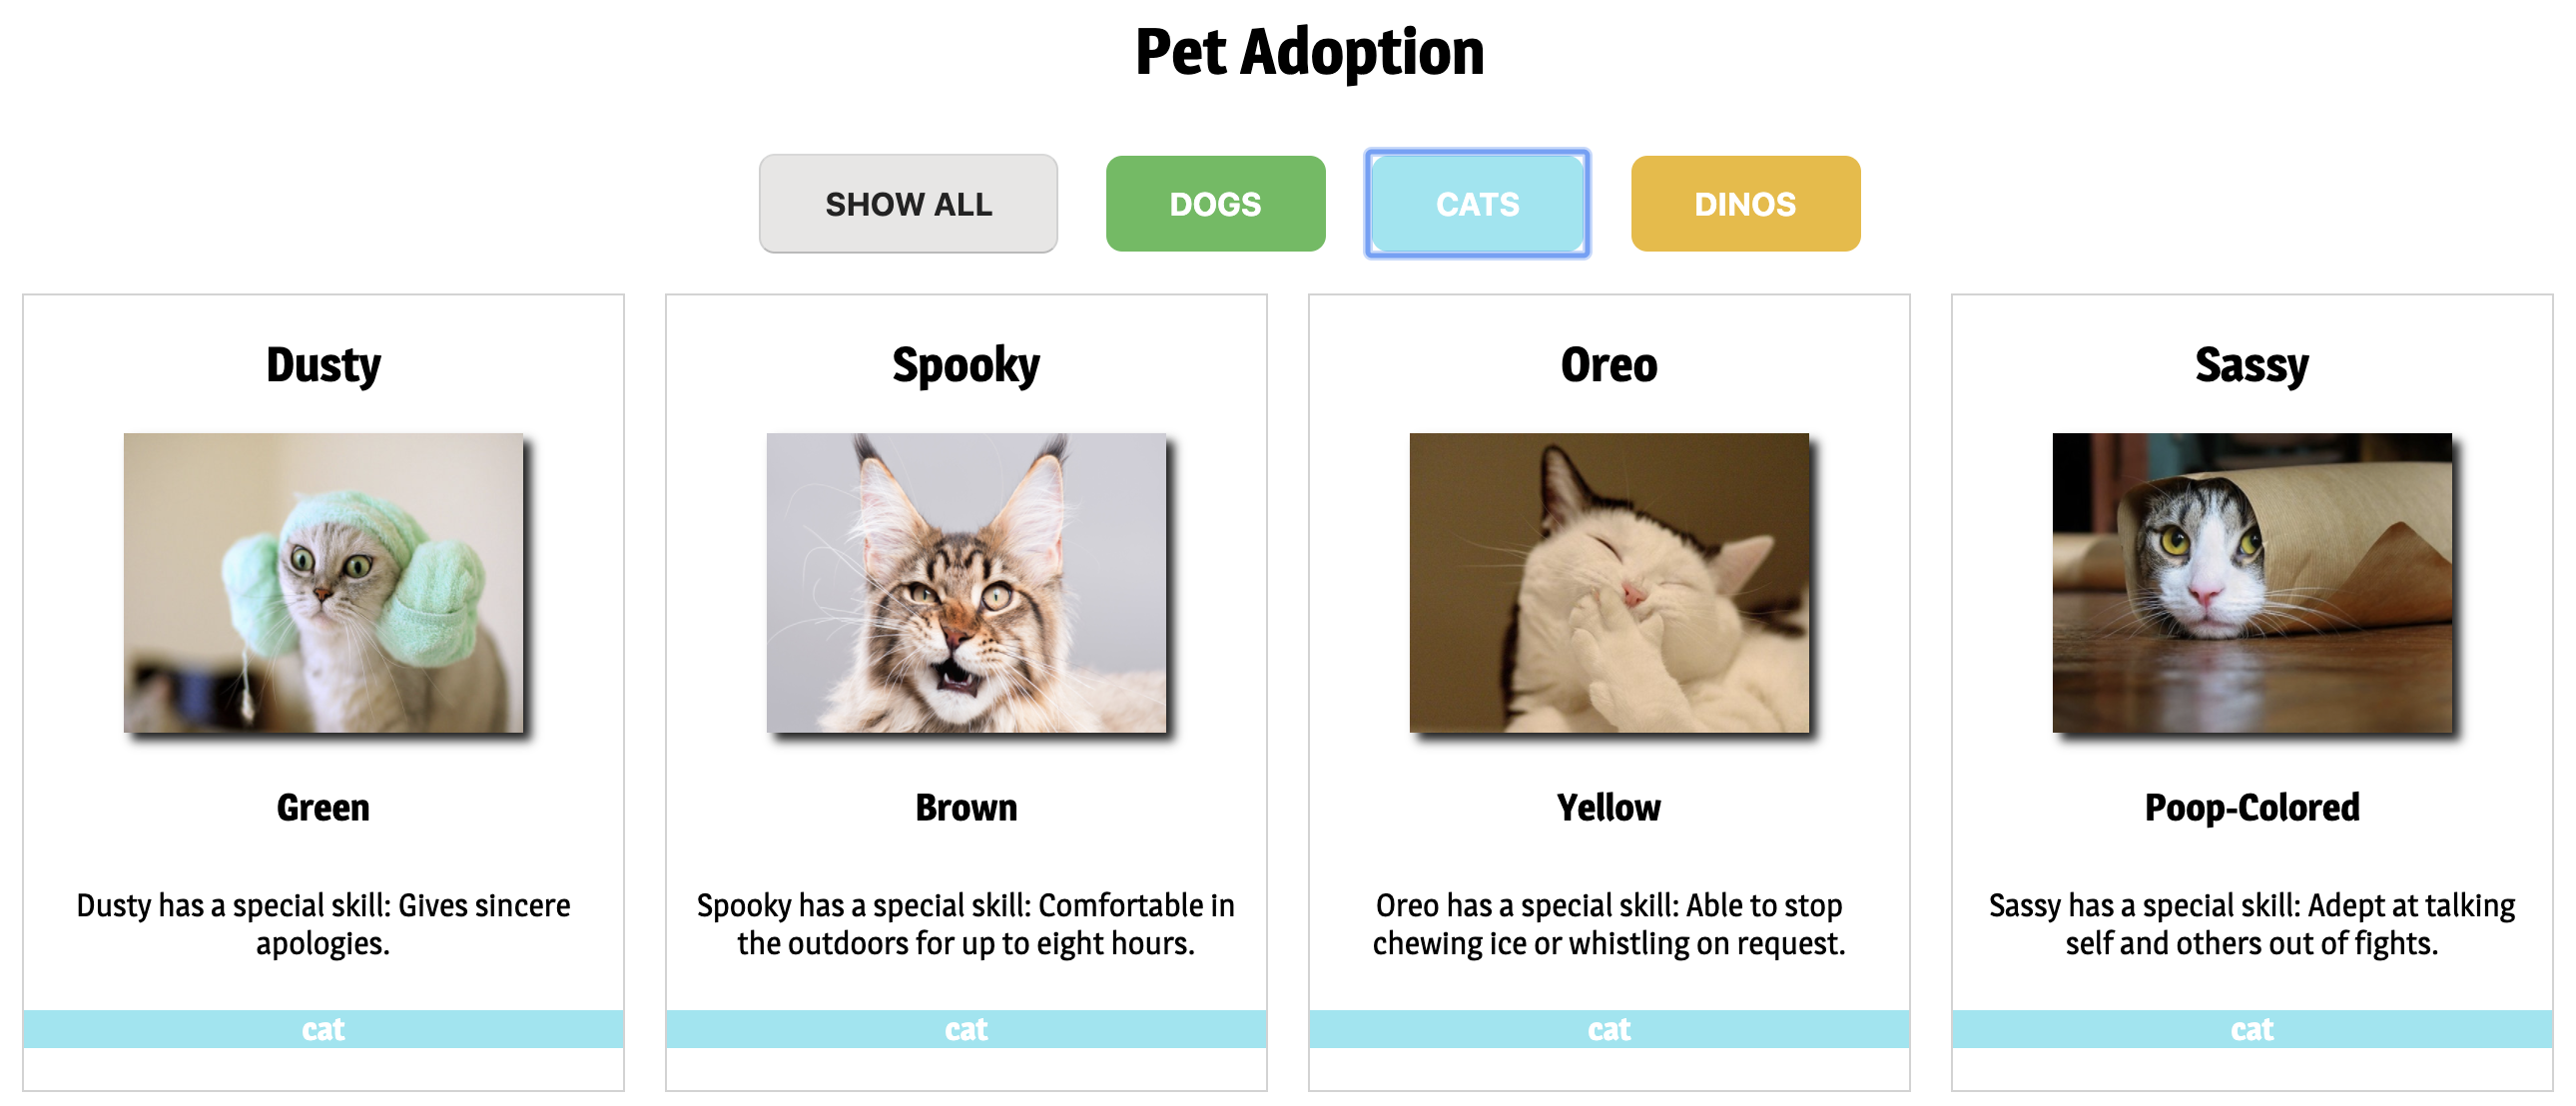 Pet Adoption
SHOW ALL
DOGS
CATS
DINOS
Dusty
Green
Dusty has a special skill: Gives sincere
apologies.
cat
Spooky
Brown
Spooky has a special skill: Comfortable in
the outdoors for up to eight hours.
cat
Oreo
Yellow
Oreo has a special skill: Able to stop
chewing ice or whistling on request.
cat
Sassy
Poop-Colored
Sassy has a special skill: Adept at talking
self and others out of fights.
cat